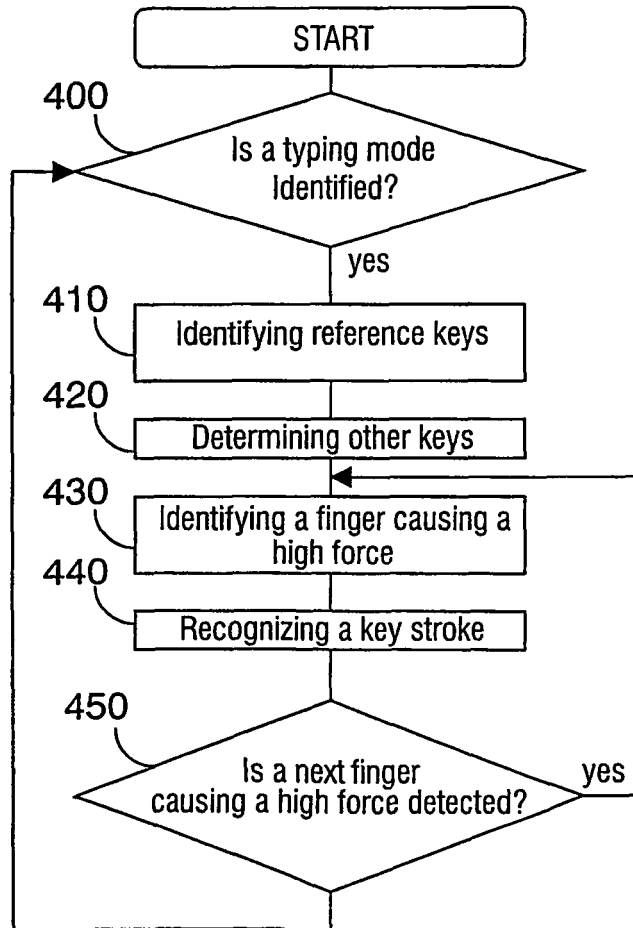 START
400
Is a typing mode
Identified?
yes
410
Identifying reference keys
420
Determining other keys
430
Identifying a finger causing a
high force
440
Recognizing a key stroke
450
Is a next finger
causing a high force detected?
yes